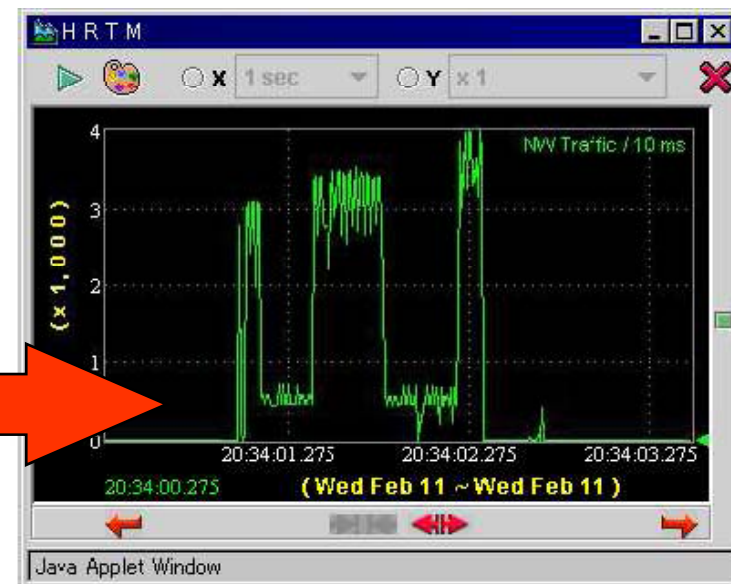 HRTM
X 1 sec Y x 1
NW Traffic / 10 ms
4
3
2
1
0
(x 1,000)
20:34:01.275 20:34:02.275 20:34:03.275
20:34:00.275 (Wed Feb 11 ~ Wed Feb 11)
Java Applet Window